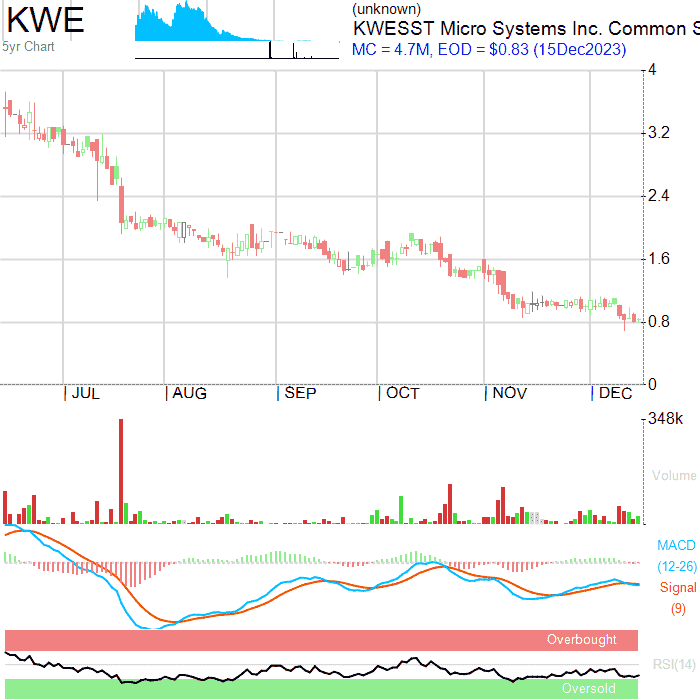 KWE
5yr Chart
(unknown)
KWESST Micro Systems Inc. Common S
MC = 4.7M, EOD = $0.83 (15Dec2023)
4
3.2
2.4
1.6
0.8
0
JUL AUG SEP OCT NOV DEC
348k
Volume
MACD
(12-26)
Signal
(9)
Overbought
RSI(14)
Oversold